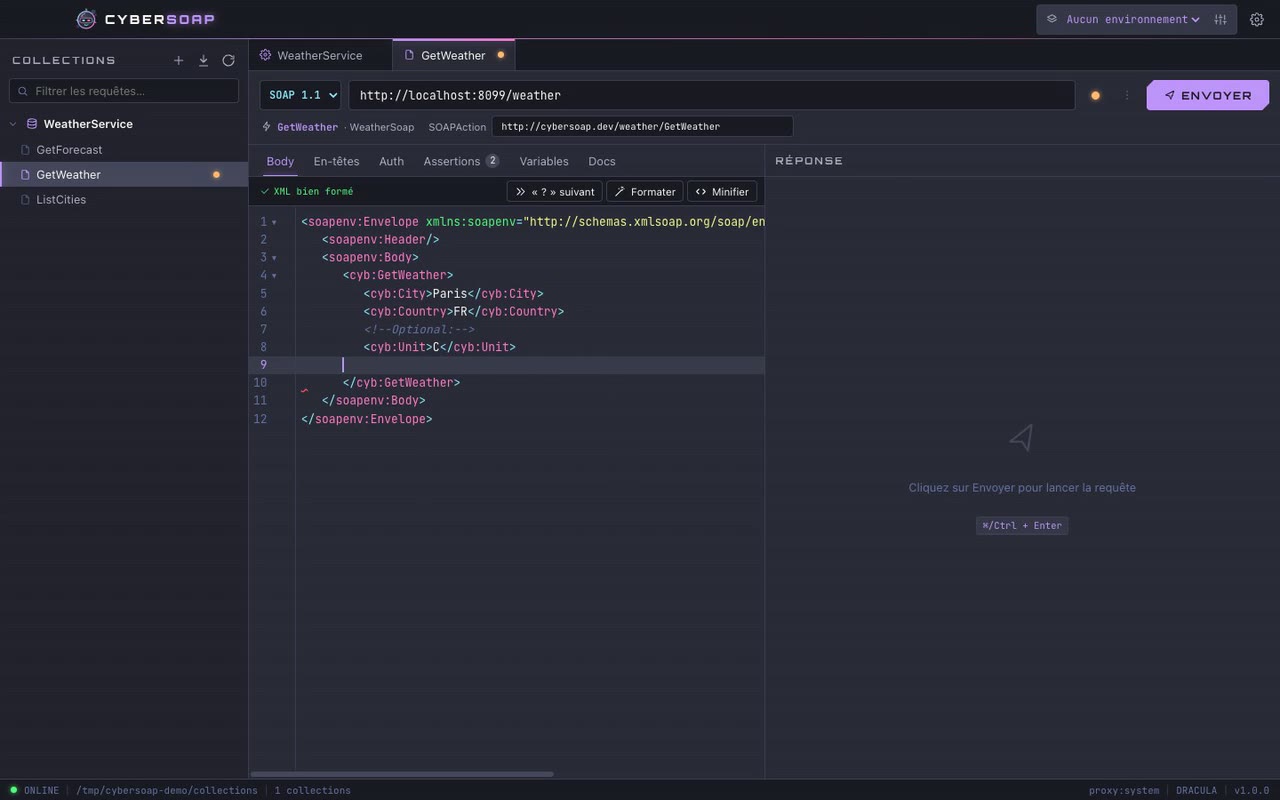 CYBERSOAP
Aucun environnement
COLLECTIONS
Filtrer les requêtes...
WeatherService
GetForecast
GetWeather
ListCities
WeatherService
GetWeather
SOAP 1.1
http://localhost:8099/weather
ENVOYER
GetWeather · WeatherSoap SOAPAction http://cybersoap.dev/weather/GetWeather
Body En-têtes Auth Assertions 2 Variables Docs
XML bien formé
« ? » suivant
Formater
Minifier
1 <soapenv:Envelope xmlns:soapenv="http://schemas.xmlsoap.org/soap/en
2 <soapenv:Header/>
3 <soapenv:Body>
4 <cyb:GetWeather>
5 <cyb:City>Paris</cyb:City>
6 <cyb:Country>FR</cyb:Country>
7 <!--Optional:-->
8 <cyb:Unit>C</cyb:Unit>
9
10 </cyb:GetWeather>
11 </soapenv:Body>
12 </soapenv:Envelope>
RÉPONSE
Cliquez sur Envoyer pour lancer la requête
⌘/Ctrl + Enter
ONLINE | /tmp/cybersoap-demo/collections | 1 collections
proxy:system | DRACULA | v1.0.0